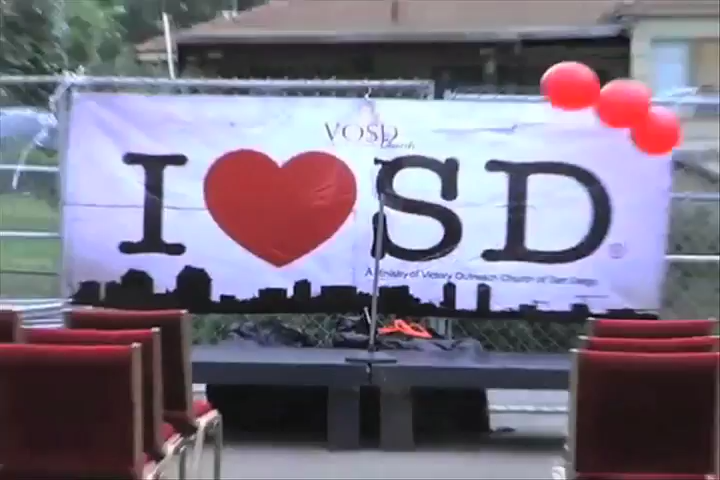 VOSD
Church
I ❤ SD
A Ministry of Victory Outreach Church of San Diego